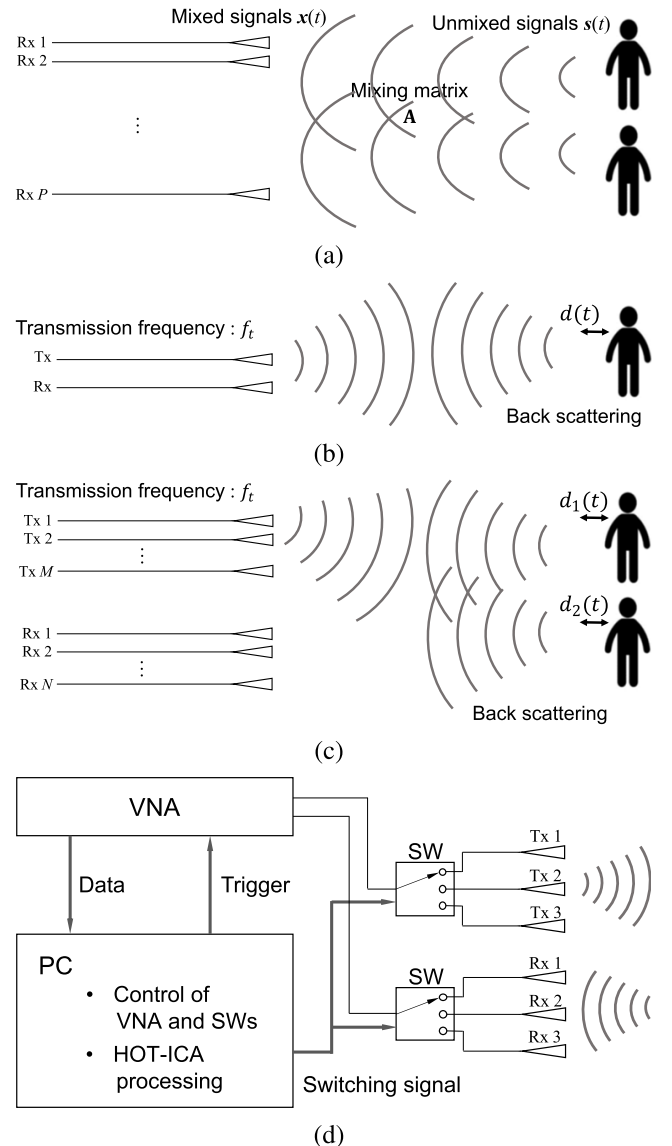 Mixed signals x(t)
Unmixed signals s(t)
Rx 1
Rx 2
Mixing matrix
A
⋮
Rx P
(a)
Transmission frequency : f_t
d(t)
Tx
Rx
Back scattering
(b)
Transmission frequency : f_t
d₁(t)
Tx 1
Tx 2
⋮
Tx M
d₂(t)
Rx 1
Rx 2
⋮
Rx N
Back scattering
(c)
VNA
SW
Tx 1
Tx 2
Tx 3
Data
Trigger
PC
• Control of
VNA and SWs
• HOT-ICA
processing
SW
Rx 1
Rx 2
Rx 3
Switching signal
(d)